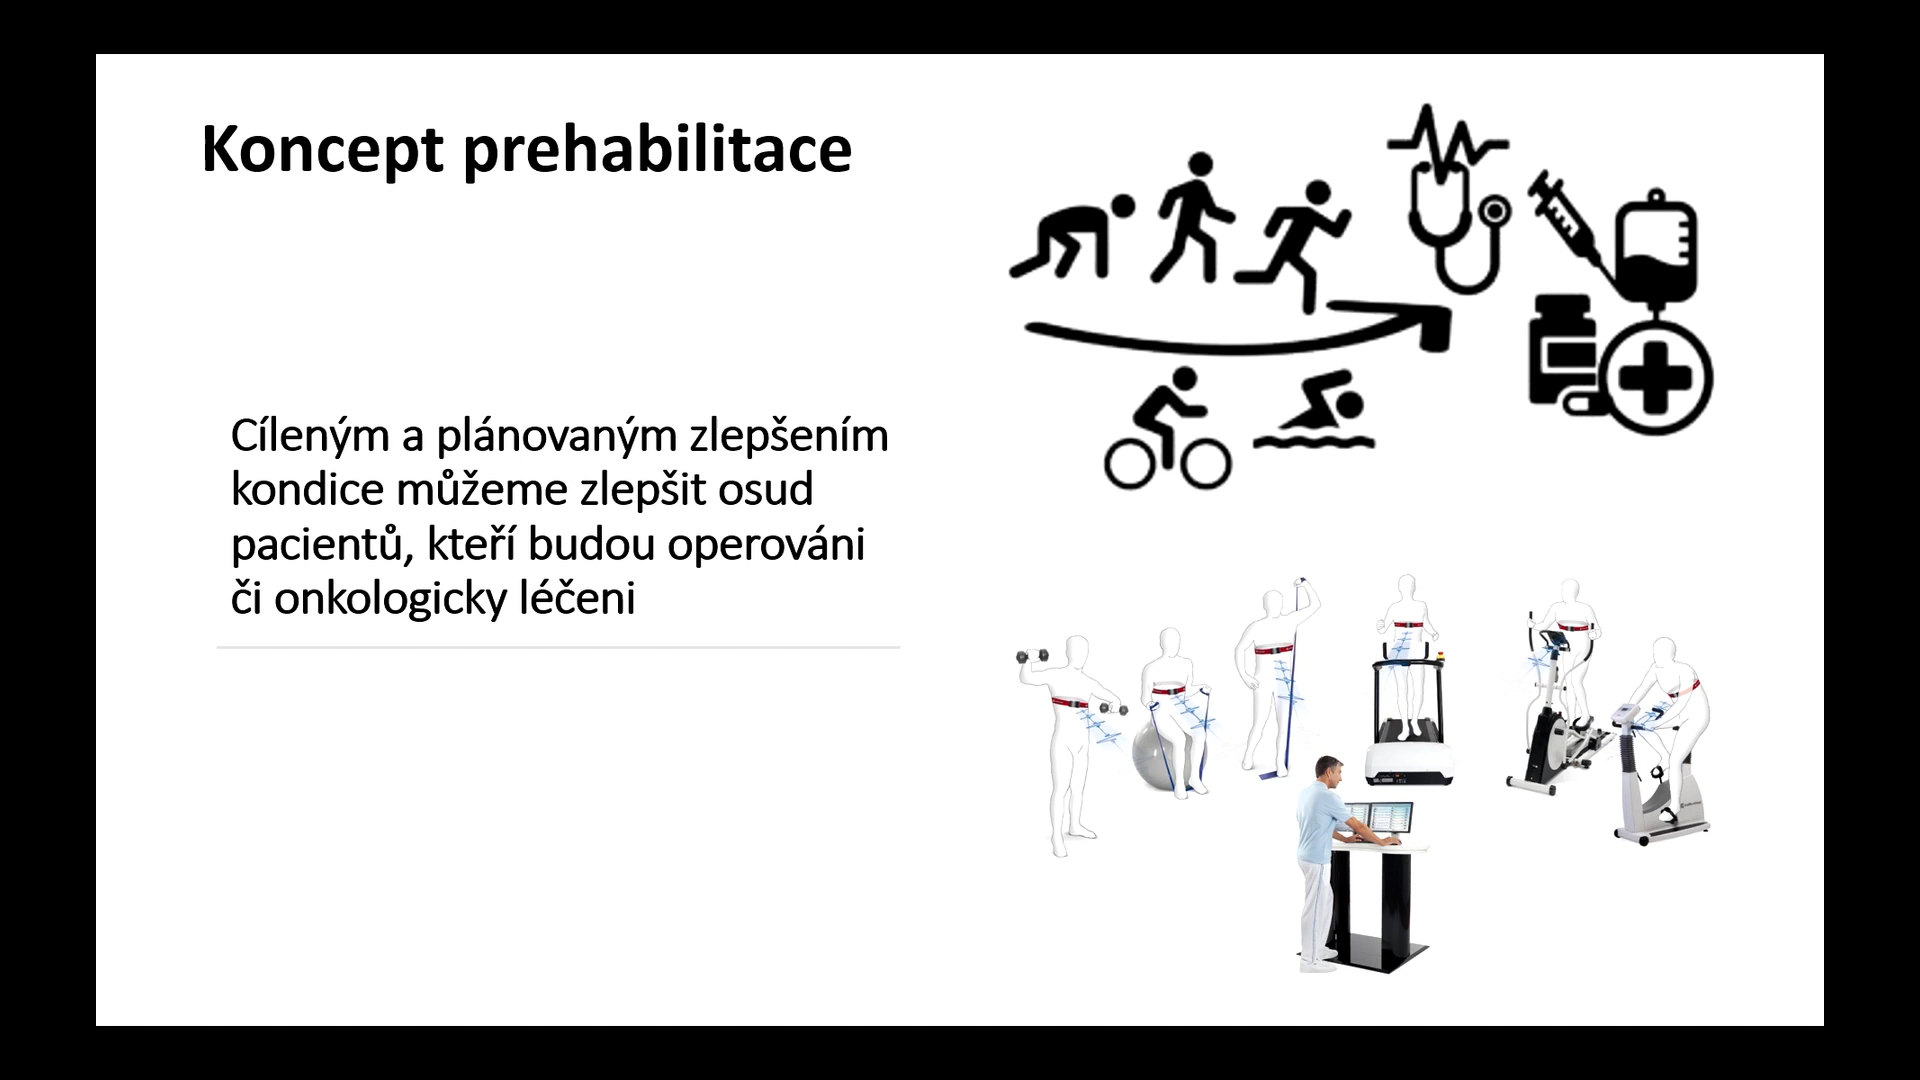 Koncept prehabilitace
Cíleným a plánovaným zlepšením
kondice můžeme zlepšit osud
pacientů, kteří budou operováni
či onkologicky léčeni